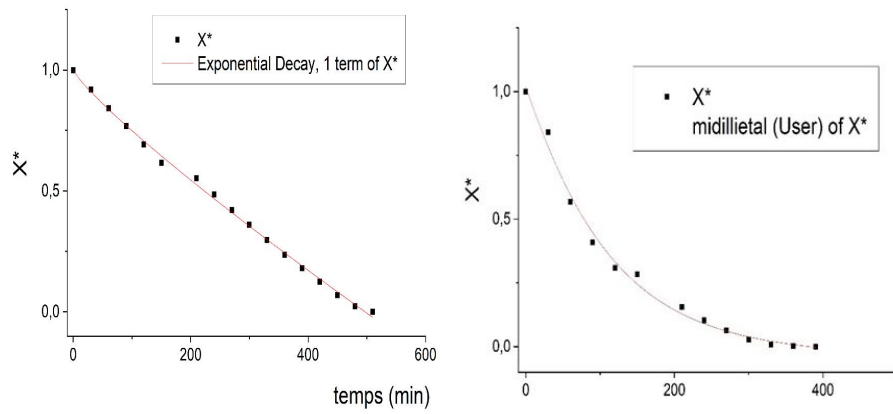 X*
Exponential Decay, 1 term of X*
1,0
0,5
0,0
X*
0
200
400
600
temps (min)
X*
midillietal (User) of X*
1,0
0,5
0,0
X*
0
200
400